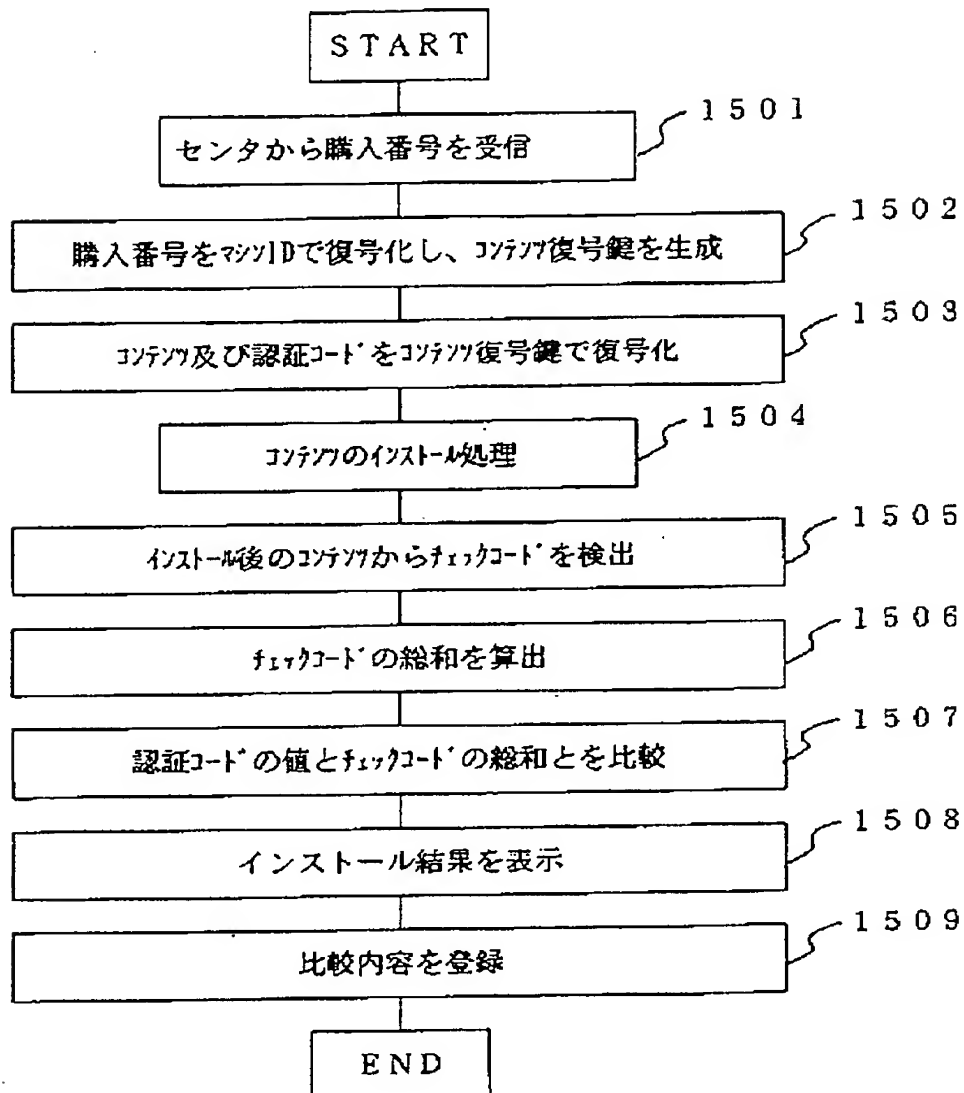 START
1501
センタから購入番号を受信
1502
購入番号をマシンIDで復号化し、コンテンツ復号鍵を生成
1503
コンテンツ及び認証コードをコンテンツ復号鍵で復号化
1504
コンテンツのインストール処理
1505
インストール後のコンテンツからチェックコードを検出
1506
チェックコードの総和を算出
1507
認証コードの値とチェックコードの総和とを比較
1508
インストール結果を表示
1509
比較内容を登録
END